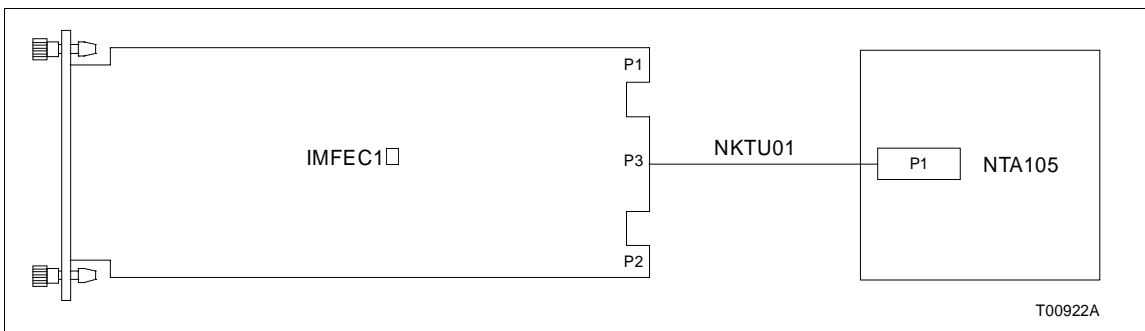 P1
IMFEC1□
P3
NKTU01
P1
NTA105
P2
T00922A